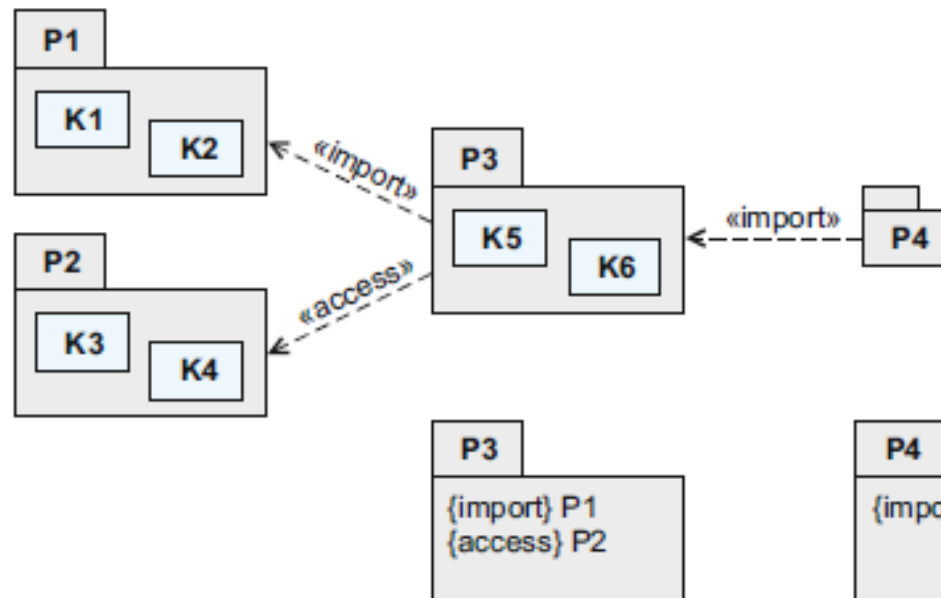 P1
K1
K2
«import»
P3
K5
K6
«import»
P4
P2
K3
K4
«access»
P3
{import} P1
{access} P2
P4